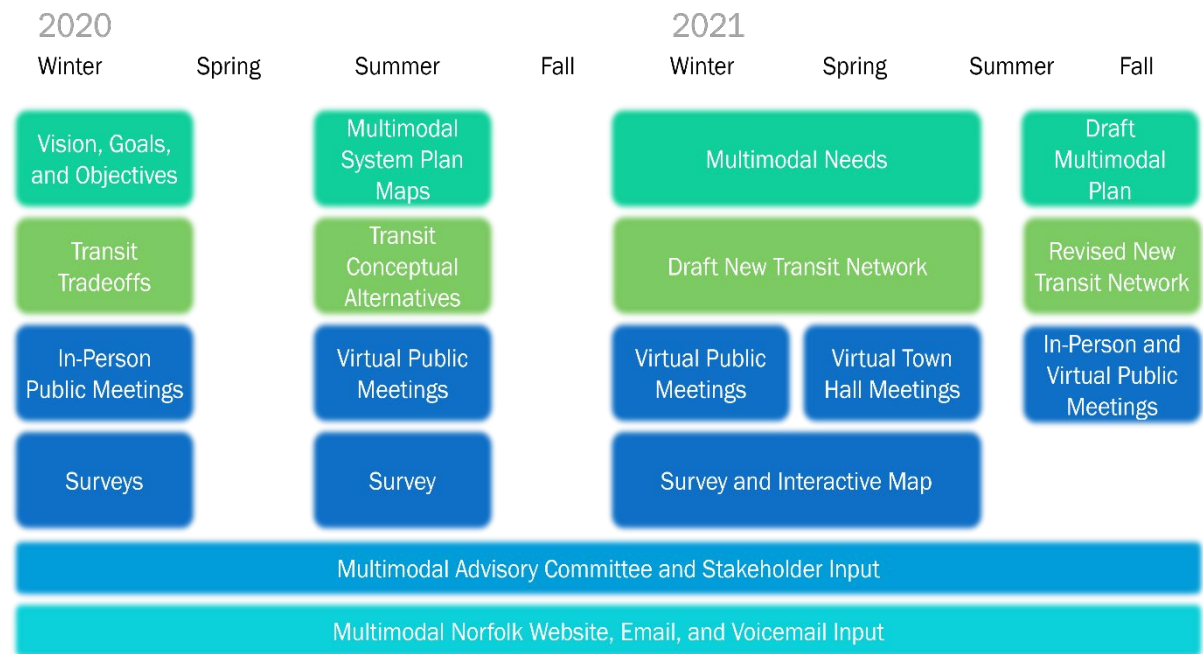 2020 2021
Winter Spring Summer Fall Winter Spring Summer Fall
Vision, Goals,
and Objectives
Multimodal
System Plan
Maps
Multimodal Needs
Draft
Multimodal
Plan
Transit
Tradeoffs
Transit
Conceptual
Alternatives
Draft New Transit Network
Revised New
Transit Network
In-Person
Public Meetings
Virtual Public
Meetings
Virtual Public
Meetings
Virtual Town
Hall Meetings
In-Person and
Virtual Public
Meetings
Surveys
Survey
Survey and Interactive Map
Multimodal Advisory Committee and Stakeholder Input
Multimodal Norfolk Website, Email, and Voicemail Input